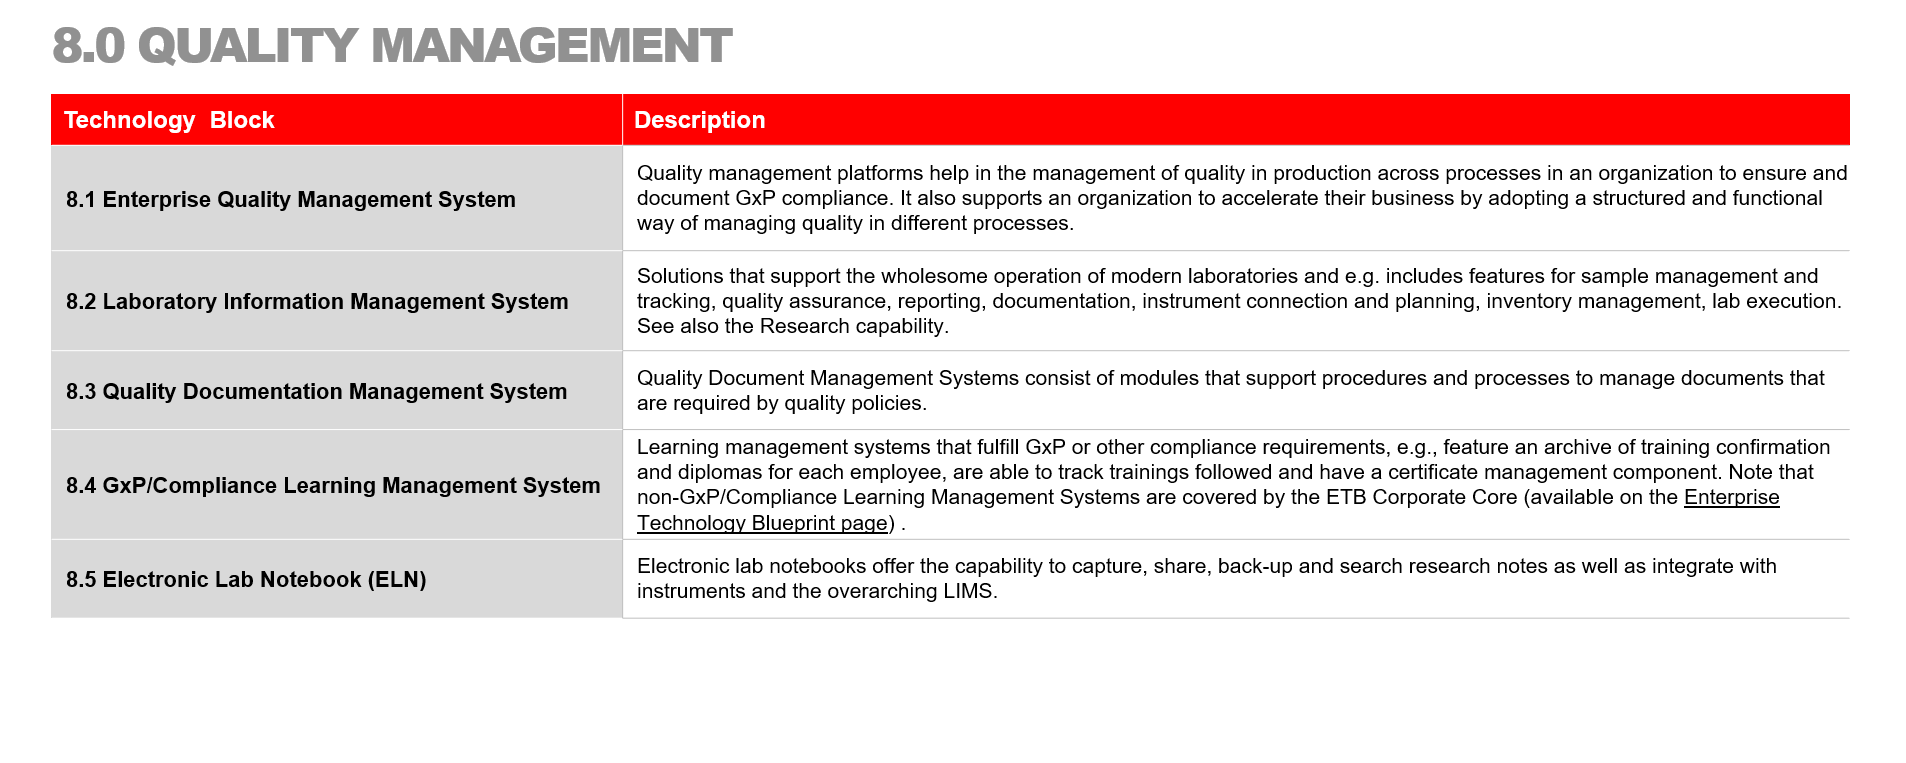 8.0 QUALITY MANAGEMENT
Technology Block
Description
8.1 Enterprise Quality Management System
Quality management platforms help in the management of quality in production across processes in an organization to ensure and
document GxP compliance. It also supports an organization to accelerate their business by adopting a structured and functional
way of managing quality in different processes.
8.2 Laboratory Information Management System
Solutions that support the wholesome operation of modern laboratories and e.g. includes features for sample management and
tracking, quality assurance, reporting, documentation, instrument connection and planning, inventory management, lab execution.
See also the Research capability.
8.3 Quality Documentation Management System
Quality Document Management Systems consist of modules that support procedures and processes to manage documents that
are required by quality policies.
8.4 GxP/Compliance Learning Management System
Learning management systems that fulfill GxP or other compliance requirements, e.g., feature an archive of training confirmation
and diplomas for each employee, are able to track trainings followed and have a certificate management component. Note that
non-GxP/Compliance Learning Management Systems are covered by the ETB Corporate Core (available on the Enterprise
Technology Blueprint page) .
8.5 Electronic Lab Notebook (ELN)
Electronic lab notebooks offer the capability to capture, share, back-up and search research notes as well as integrate with
instruments and the overarching LIMS.